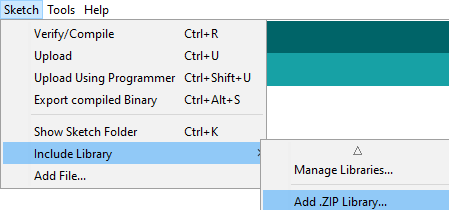 Sketch Tools Help
Verify/Compile Ctrl+R
Upload Ctrl+U
Upload Using Programmer Ctrl+Shift+U
Export compiled Binary Ctrl+Alt+S
Show Sketch Folder Ctrl+K
Include Library
Add File...
Manage Libraries...
Add .ZIP Library...